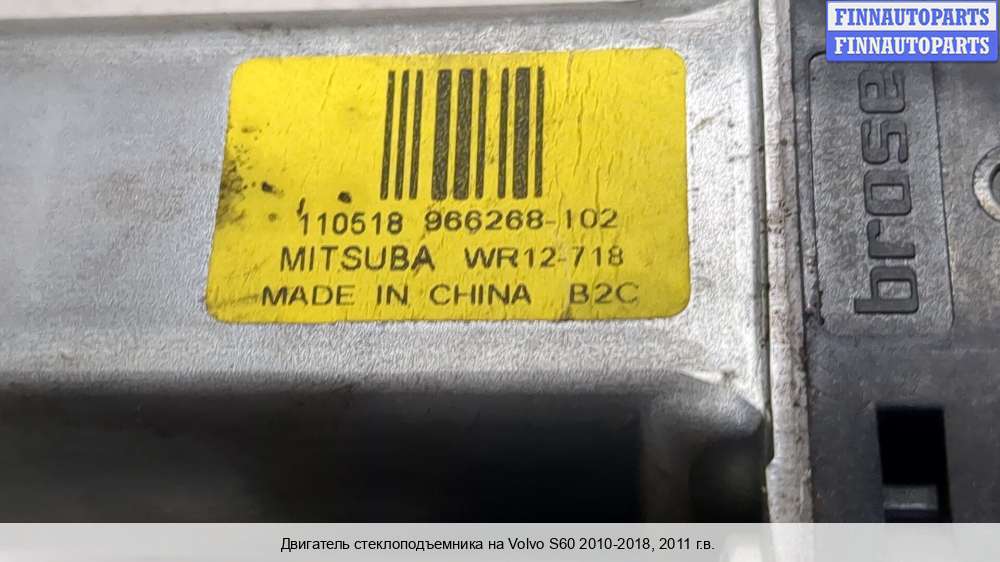 FINNAUTOPARTS
FINNAUTOPARTS
brose
110518 966268-102
MITSUBA WR12-718
MADE IN CHINA B2C
Двигатель стеклоподъемника на Volvo S60 2010-2018, 2011 г.в.